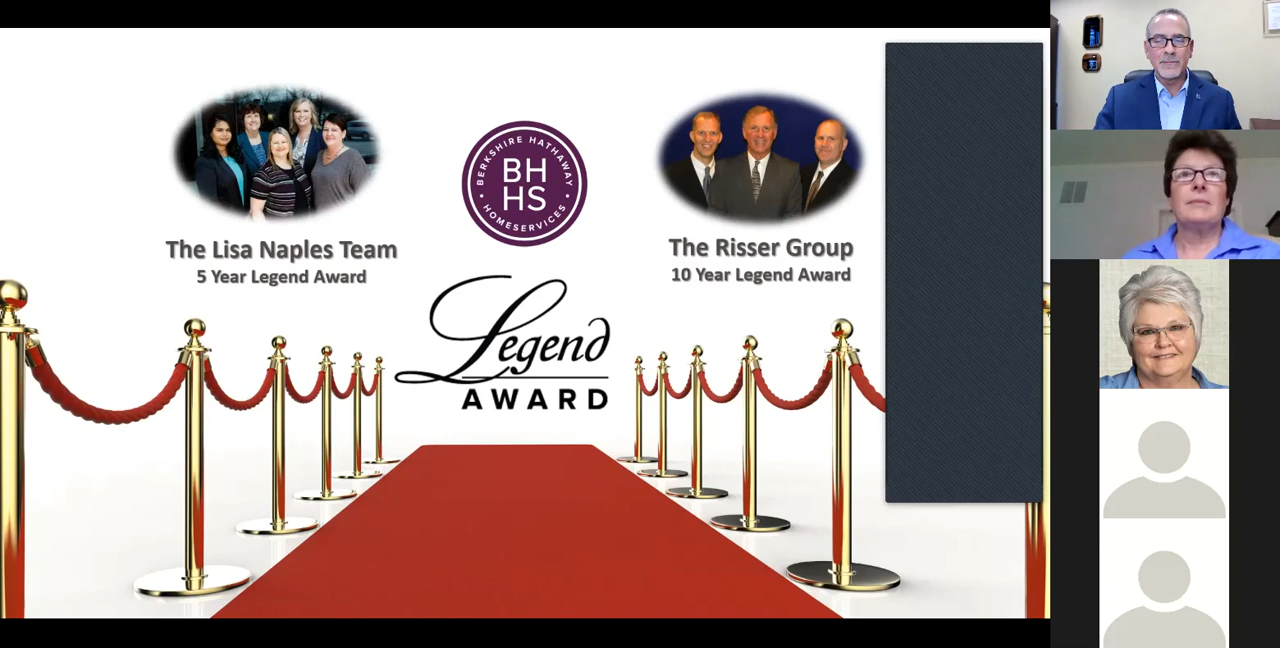 The Lisa Naples Team
5 Year Legend Award
BERKSHIRE HATHAWAY
BH
HS
HOMESERVICES
Legend
AWARD
The Risser Group
10 Year Legend Award